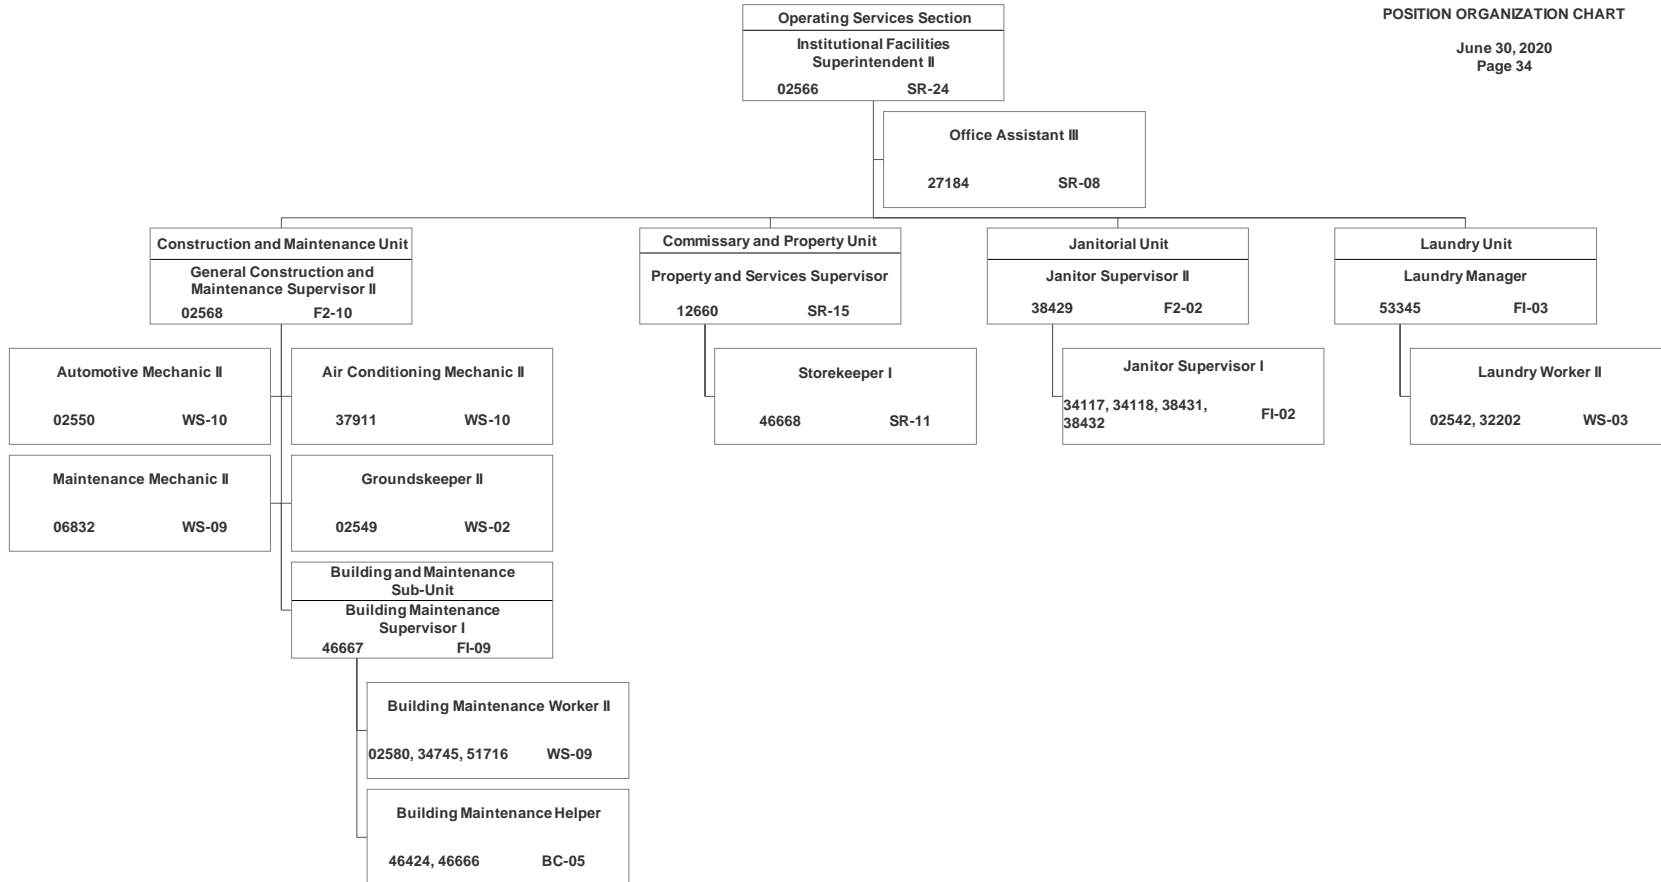 POSITION ORGANIZATION CHART
June 30, 2020
Page 34
Operating Services Section
Institutional Facilities
Superintendent II
02566 SR-24
Office Assistant III
27184 SR-08
Construction and Maintenance Unit
General Construction and
Maintenance Supervisor II
02568 F2-10
Commissary and Property Unit
Property and Services Supervisor
12660 SR-15
Janitorial Unit
Janitor Supervisor II
38429 F2-02
Laundry Unit
Laundry Manager
53345 FI-03
Automotive Mechanic II
02550 WS-10
Air Conditioning Mechanic II
37911 WS-10
Storekeeper I
46668 SR-11
Janitor Supervisor I
34117, 34118, 38431,
38432 FI-02
Laundry Worker II
02542, 32202 WS-03
Maintenance Mechanic II
06832 WS-09
Groundskeeper II
02549 WS-02
Building and Maintenance
Sub-Unit
Building Maintenance
Supervisor I
46667 FI-09
Building Maintenance Worker II
02580, 34745, 51716 WS-09
Building Maintenance Helper
46424, 46666 BC-05